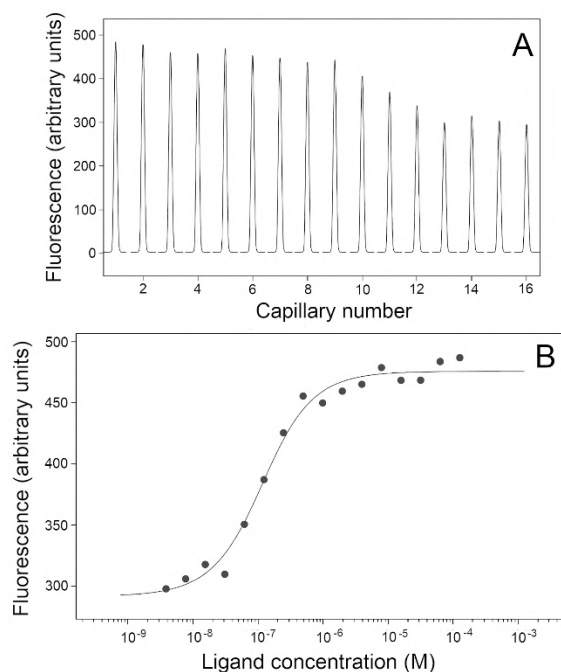 A
Fluorescence (arbitrary units)
500
400
300
200
100
0
2 4 6 8 10 12 14 16
Capillary number
B
Fluorescence (arbitrary units)
500
450
400
350
300
10⁻⁹ 10⁻⁸ 10⁻⁷ 10⁻⁶ 10⁻⁵ 10⁻⁴ 10⁻³
Ligand concentration (M)